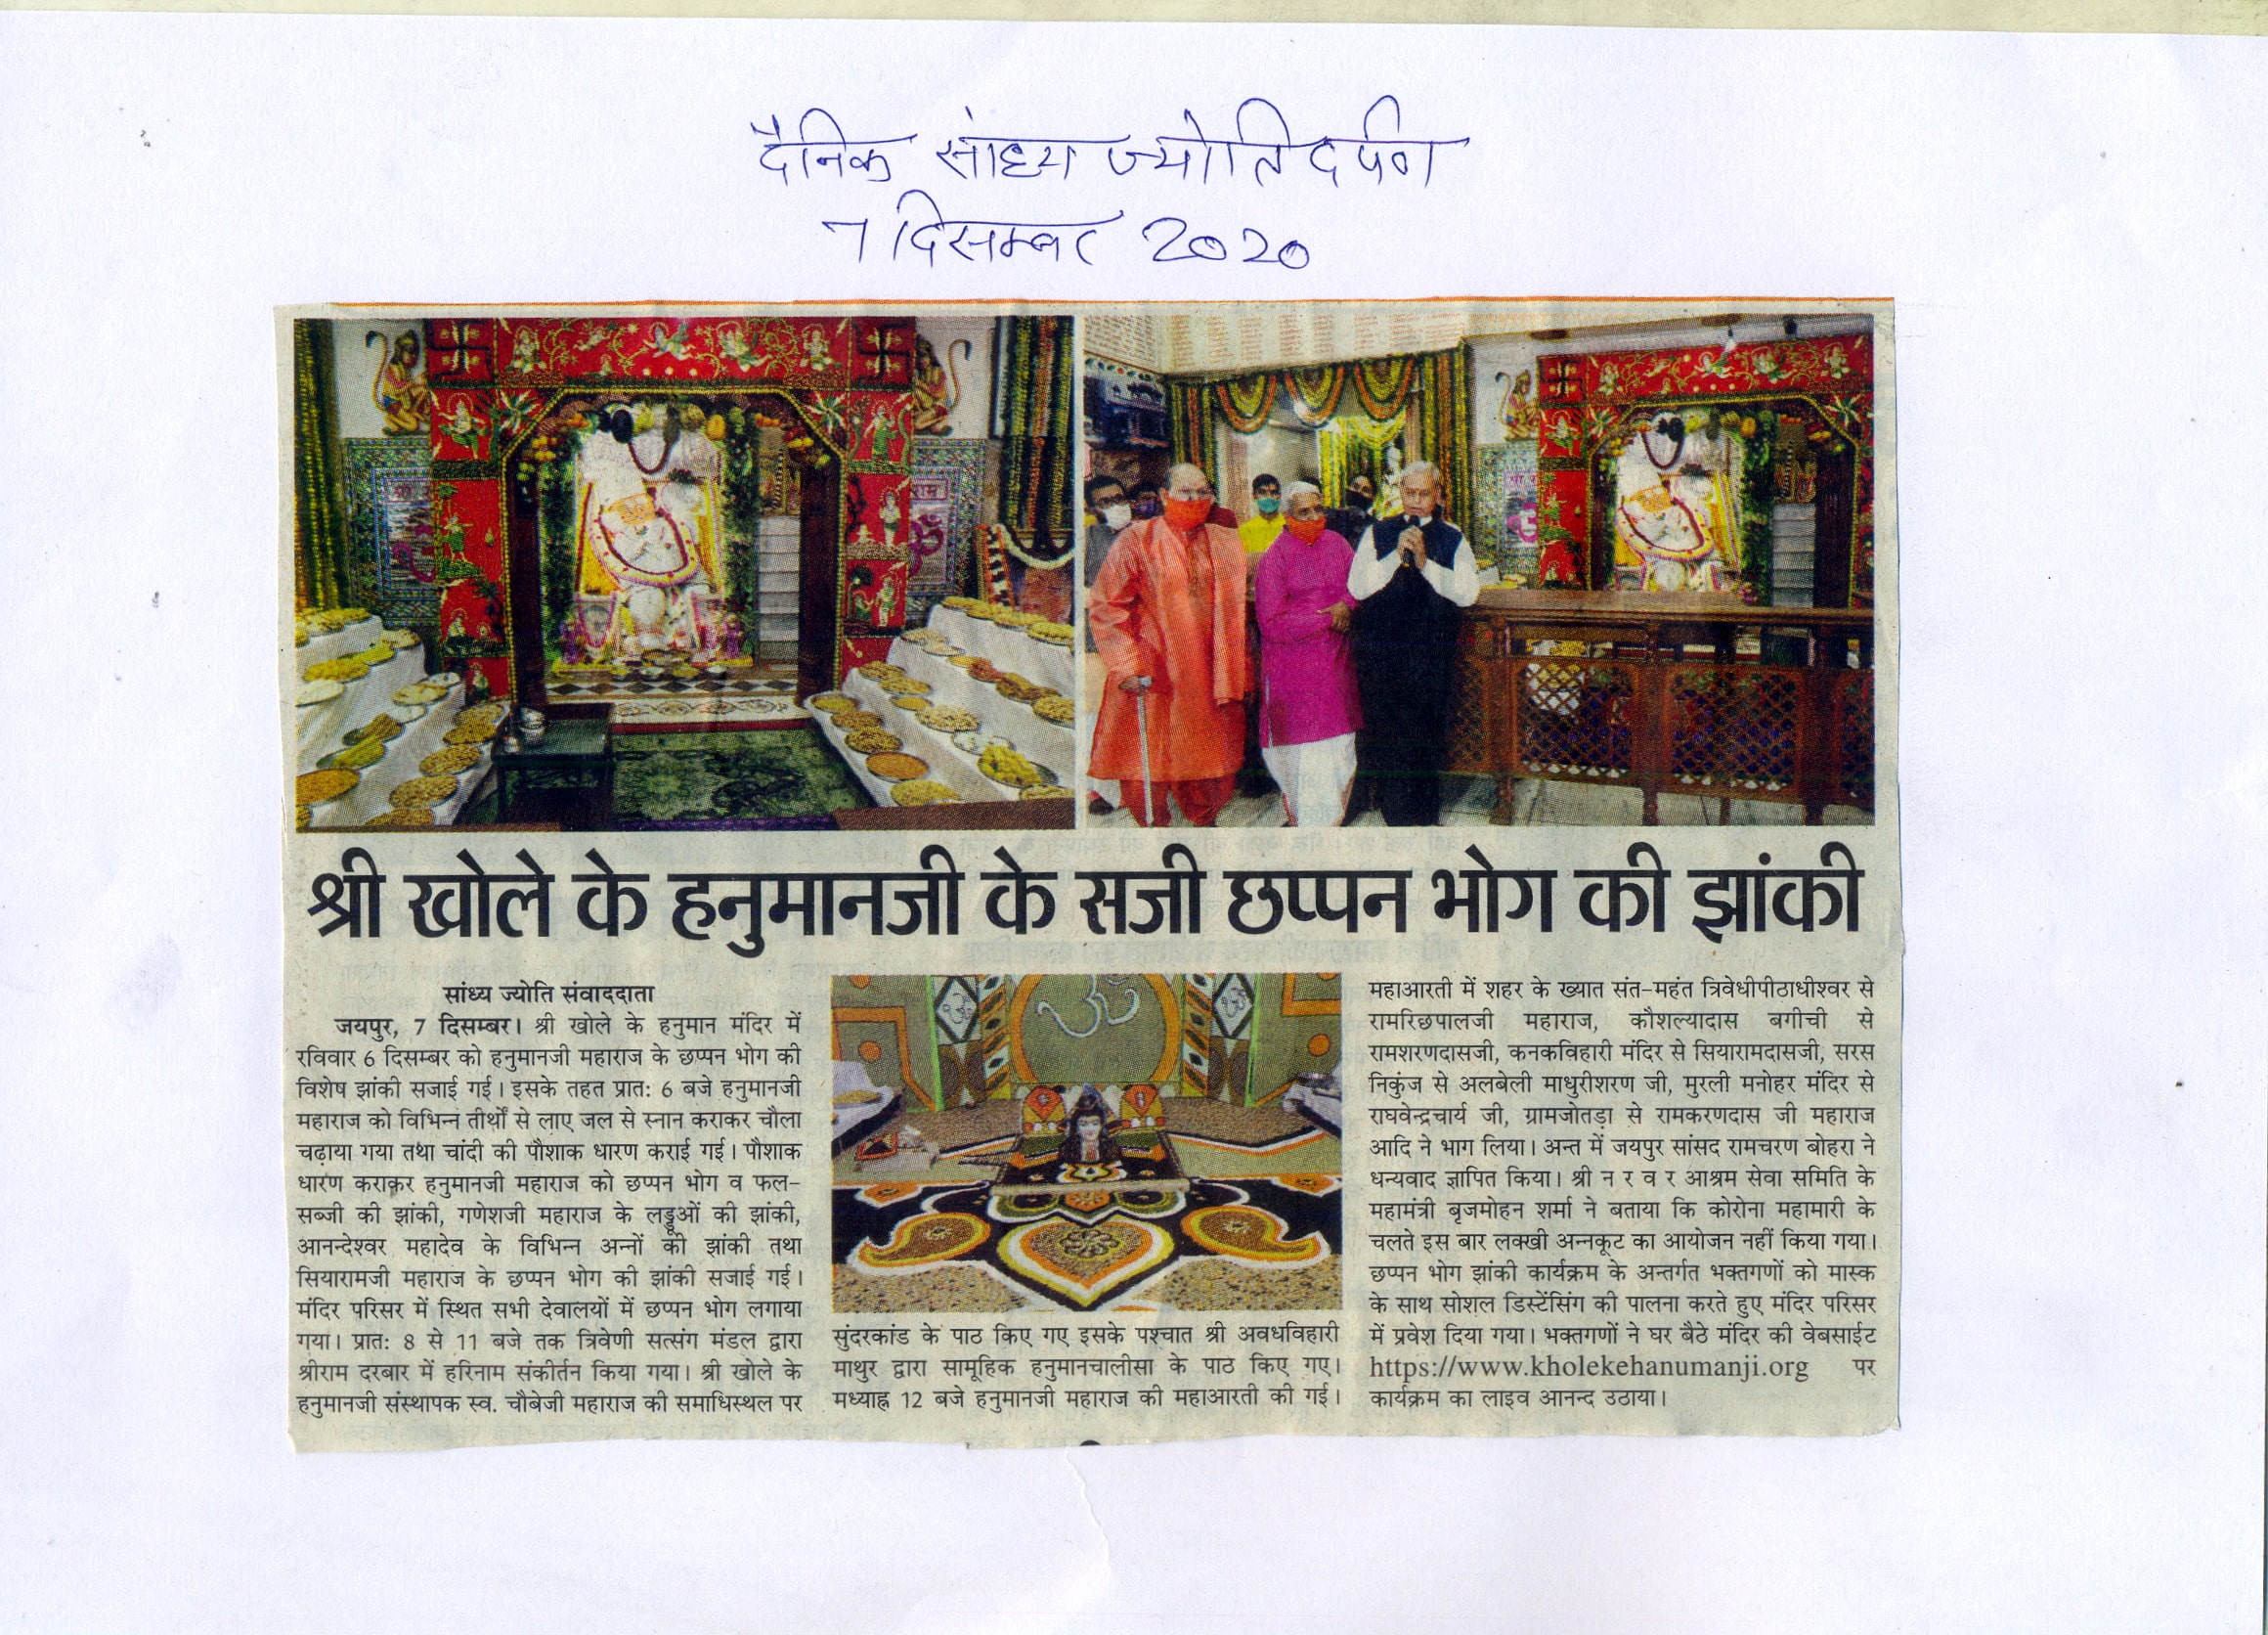 दैनिक सांध्य ज्योति दर्पण
7 दिसम्बर 2020
श्री खोले के हनुमानजी के सजी छप्पन भोग की झांकी
सांध्य ज्योति संवाददाता
जयपुर, 7 दिसम्बर। श्री खोले के हनुमान मंदिर में
रविवार 6 दिसम्बर को हनुमानजी महाराज के छप्पन भोग की
विशेष झांकी सजाई गई। इसके तहत प्रात: 6 बजे हनुमानजी
महाराज को विभिन्न तीर्थों से लाए जल से स्नान कराकर चौला
चढ़ाया गया तथा चांदी की पौशाक धारण कराई गई। पौशाक
धारण कराकर हनुमानजी महाराज को छप्पन भोग व फल-
सब्जी की झांकी, गणेशजी महाराज के लड्डूओं की झांकी,
आनन्देश्वर महादेव के विभिन्न अन्नों की झांकी तथा
सियारामजी महाराज के छप्पन भोग की झांकी सजाई गई।
मंदिर परिसर में स्थित सभी देवालयों में छप्पन भोग लगाया
गया। प्रात: 8 से 11 बजे तक त्रिवेणी सत्संग मंडल द्वारा
श्रीराम दरबार में हरिनाम संकीर्तन किया गया। श्री खोले के
हनुमानजी संस्थापक स्व. चौबेजी महाराज की समाधिस्थल पर
सुंदरकांड के पाठ किए गए इसके पश्चात श्री अवधविहारी
माथुर द्वारा सामूहिक हनुमानचालीसा के पाठ किए गए।
मध्याह्न 12 बजे हनुमानजी महाराज की महाआरती की गई।
महाआरती में शहर के ख्यात संत-महंत त्रिवेधीपीठाधीश्वर से
रामरिछपालजी महाराज, कौशल्यादास बगीची से
रामशरणदासजी, कनकविहारी मंदिर से सियारामदासजी, सरस
निकुंज से अलबेली माधुरीशरण जी, मुरली मनोहर मंदिर से
राघवेन्द्रचार्य जी, ग्रामजोतड़ा से रामकरणदास जी महाराज
आदि ने भाग लिया। अन्त में जयपुर सांसद रामचरण बोहरा ने
धन्यवाद ज्ञापित किया। श्री न र व र आश्रम सेवा समिति के
महामंत्री बृजमोहन शर्मा ने बताया कि कोरोना महामारी के
चलते इस बार लक्खी अन्नकूट का आयोजन नहीं किया गया।
छप्पन भोग झांकी कार्यक्रम के अन्तर्गत भक्तगणों को मास्क
के साथ सोशल डिस्टेंसिंग की पालना करते हुए मंदिर परिसर
में प्रवेश दिया गया। भक्तगणों ने घर बैठे मंदिर की वेबसाईट
https://www.kholekehanumanji.org पर
कार्यक्रम का लाइव आनन्द उठाया।